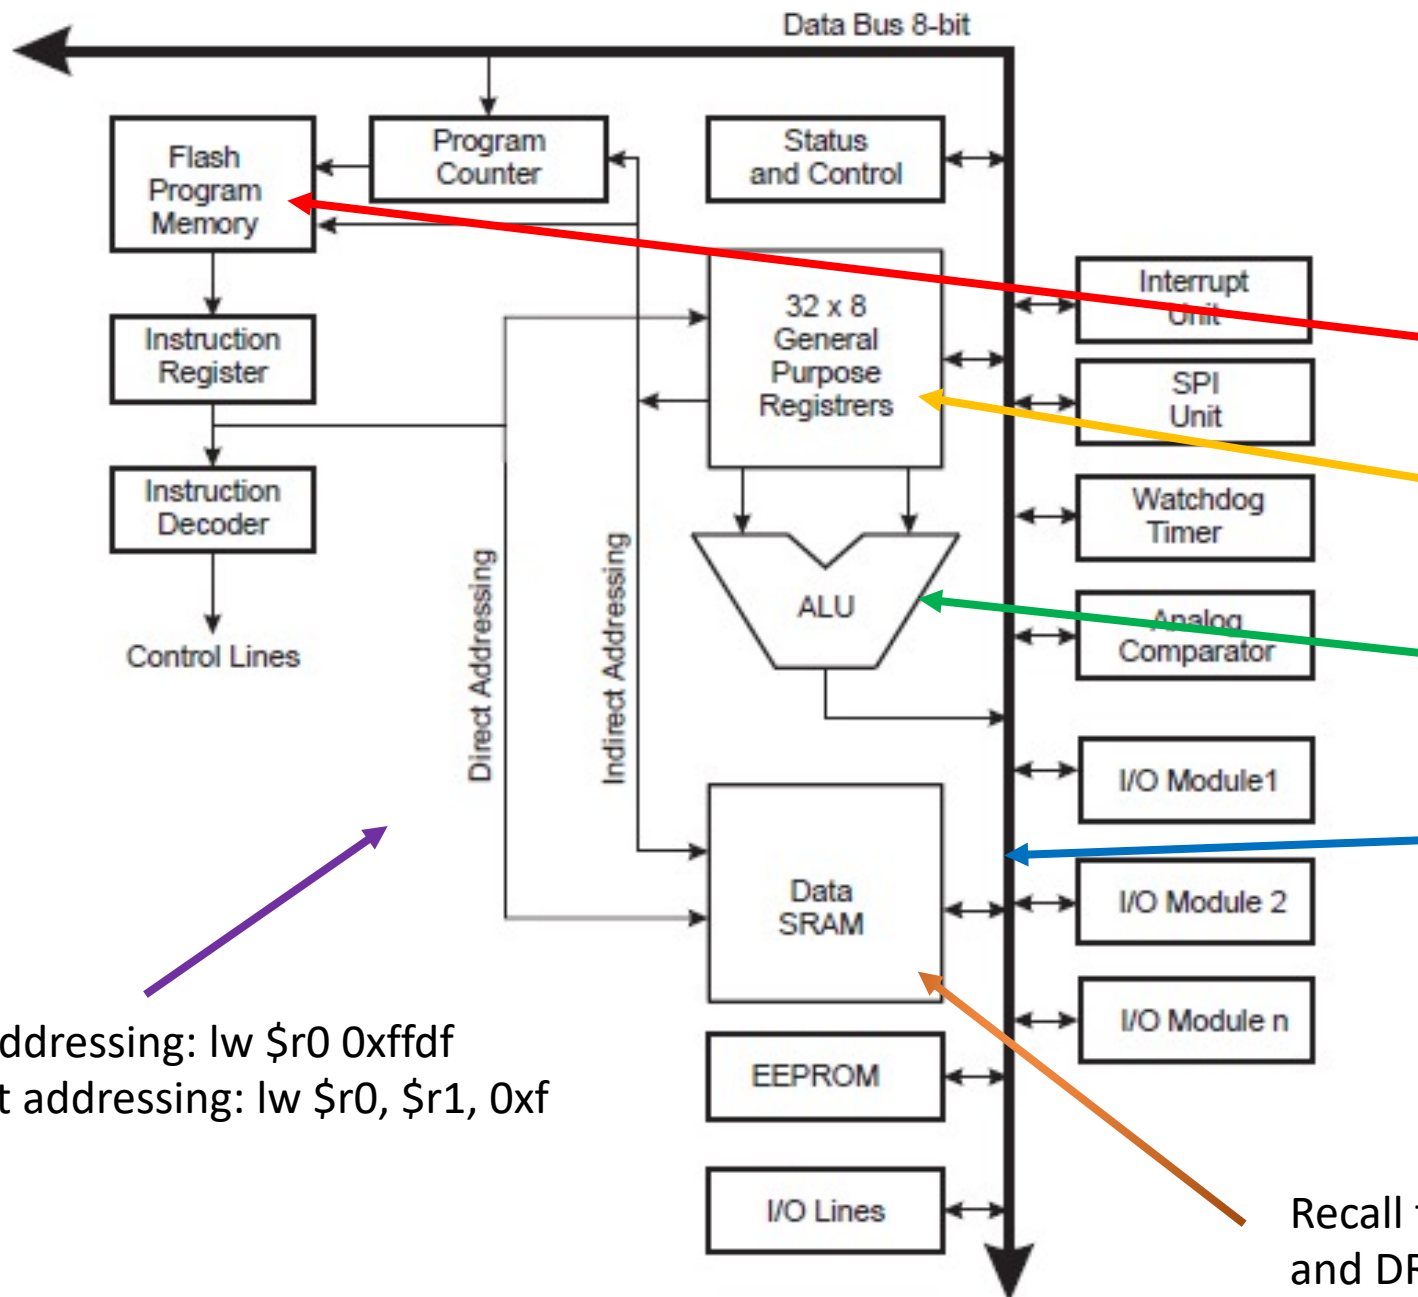 Data Bus 8-bit
Flash
Program
Memory
Program
Counter
Status
and Control
Interrupt
Unit
32 x 8
General
Purpose
Registrers
Instruction
Register
SPI
Unit
Instruction
Decoder
Watchdog
Timer
Direct Addressing
Indirect Addressing
ALU
Analog
Comparator
Control Lines
I/O Module1
Data
SRAM
I/O Module 2
I/O Module n
ddressing: lw $r0 0xffdf
t addressing: lw $r0, $r1, 0xf
EEPROM
I/O Lines
Recall
and DR